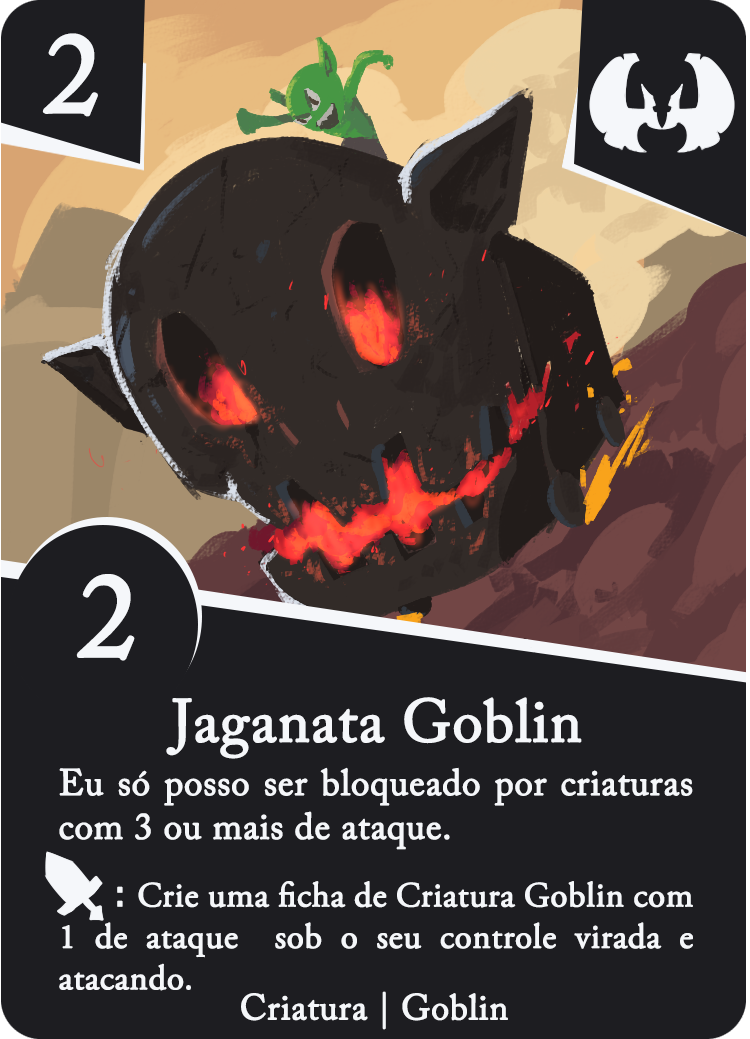 2
2
Jaganata Goblin
Eu só posso ser bloqueado por criaturas
com 3 ou mais de ataque.
: Crie uma ficha de Criatura Goblin com
1 de ataque sob o seu controle virada e
atacando.
Criatura | Goblin